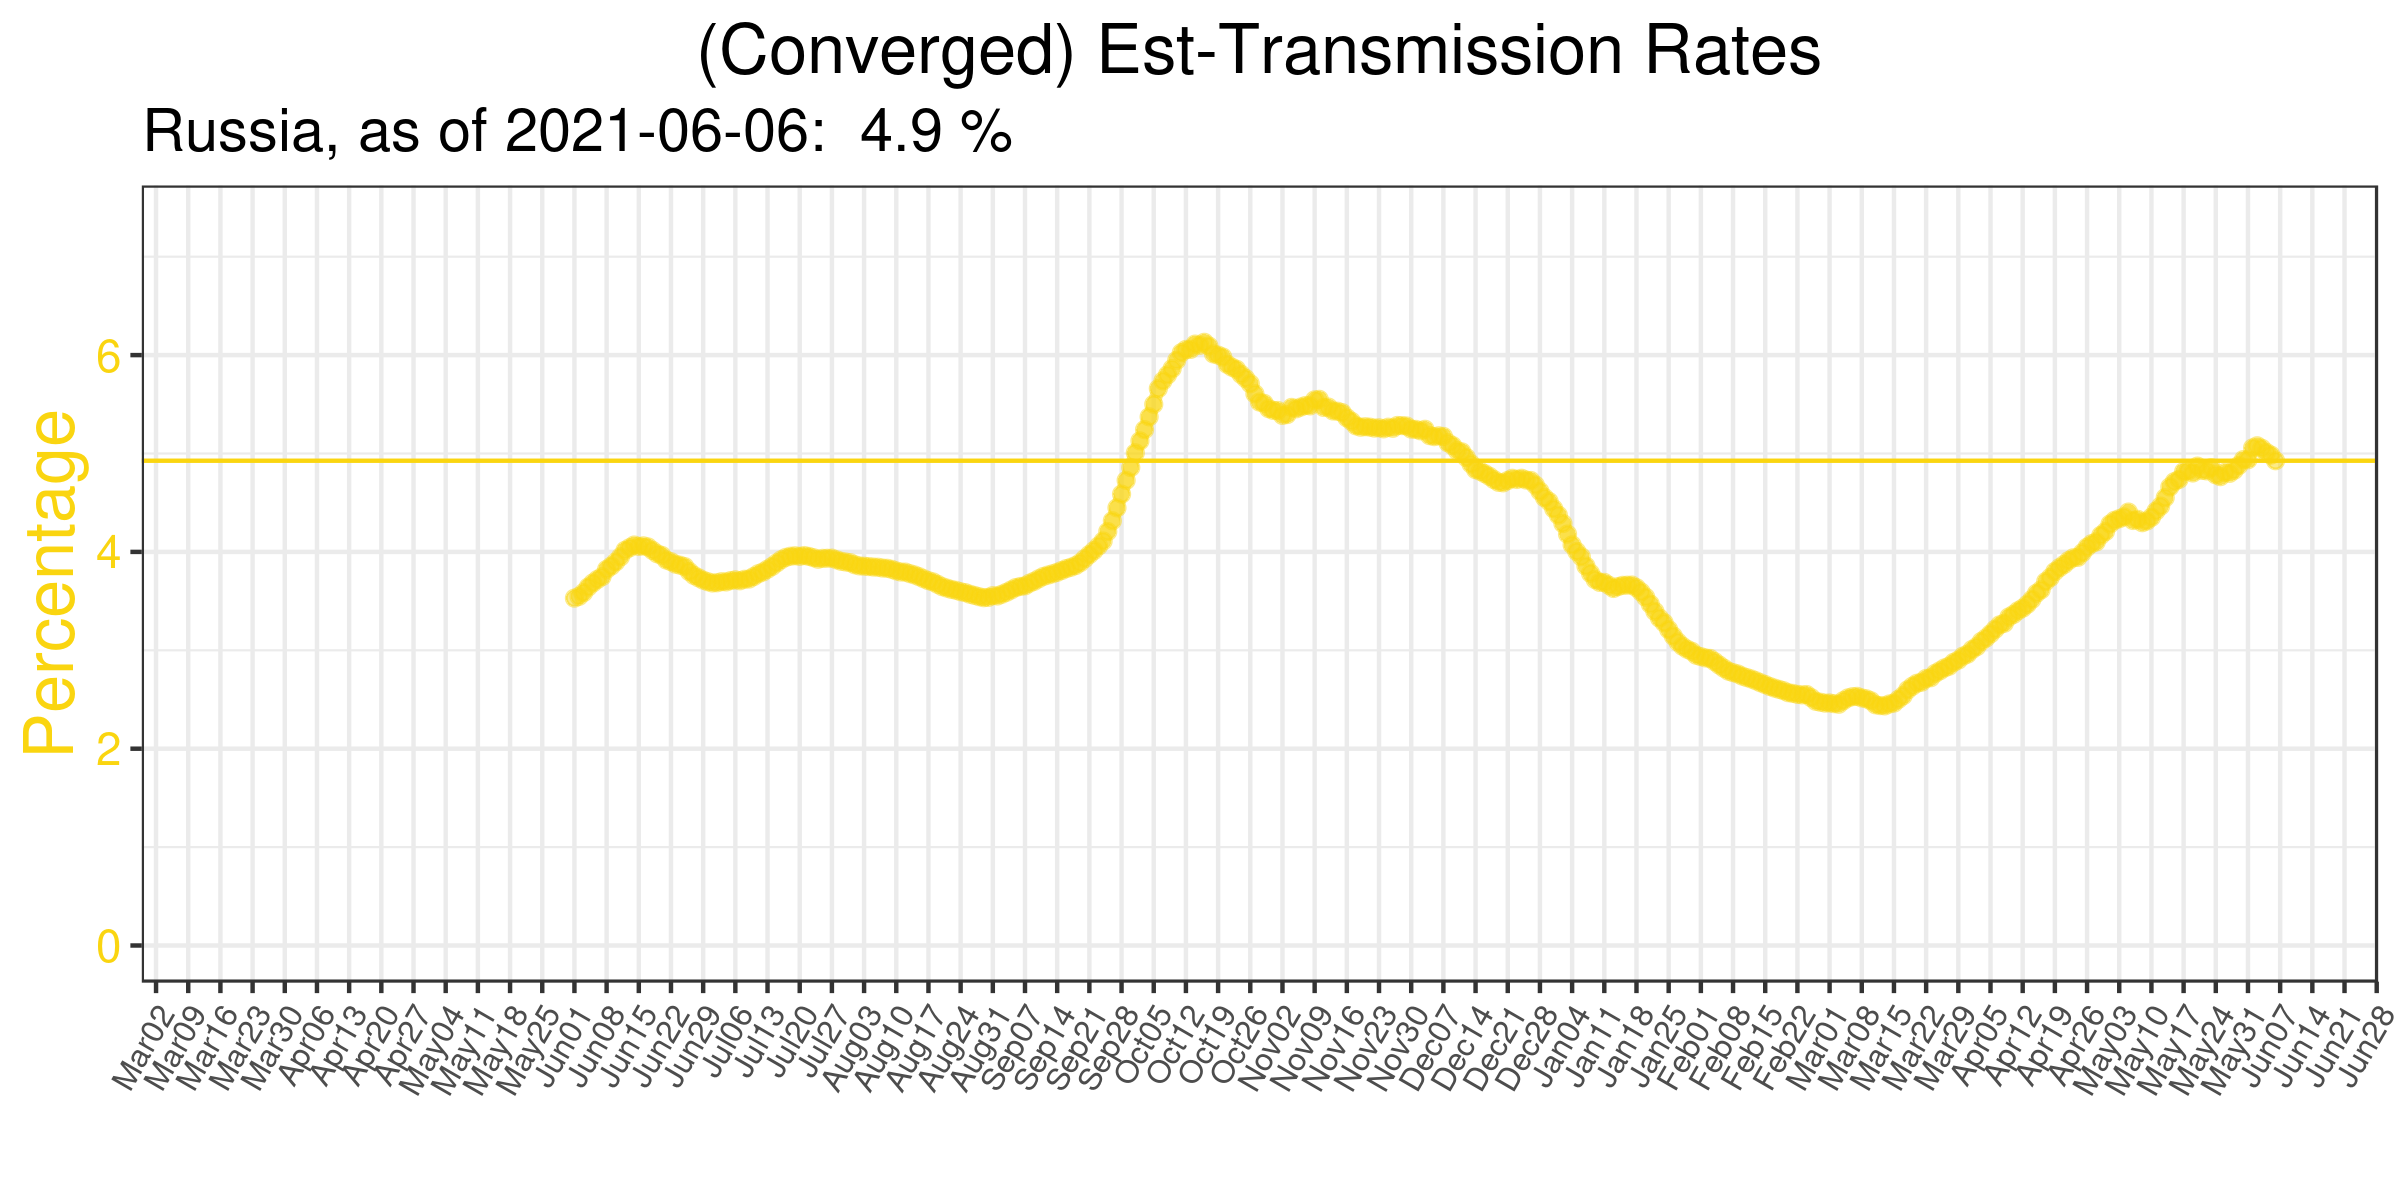 (Converged) Est-Transmission Rates
Russia, as of 2021-06-06: 4.9 %
Percentage
6
4
2
0
Mar02 Mar09 Mar16 Mar23 Mar30 Apr06 Apr13 Apr20 Apr27 May04 May11 May18 May25 Jun01 Jun08 Jun15 Jun22 Jun29 Jul06 Jul13 Jul20 Jul27 Aug03 Aug10 Aug17 Aug24 Aug31 Sep07 Sep14 Sep21 Sep28 Oct05 Oct12 Oct19 Oct26 Nov02 Nov09 Nov16 Nov23 Nov30 Dec07 Dec14 Dec21 Dec28 Jan04 Jan11 Jan18 Jan25 Feb01 Feb08 Feb15 Feb22 Mar01 Mar08 Mar15 Mar22 Mar29 Apr05 Apr12 Apr19 Apr26 May03 May10 May17 May24 May31 May07 Jun14 Jun21 Jun28